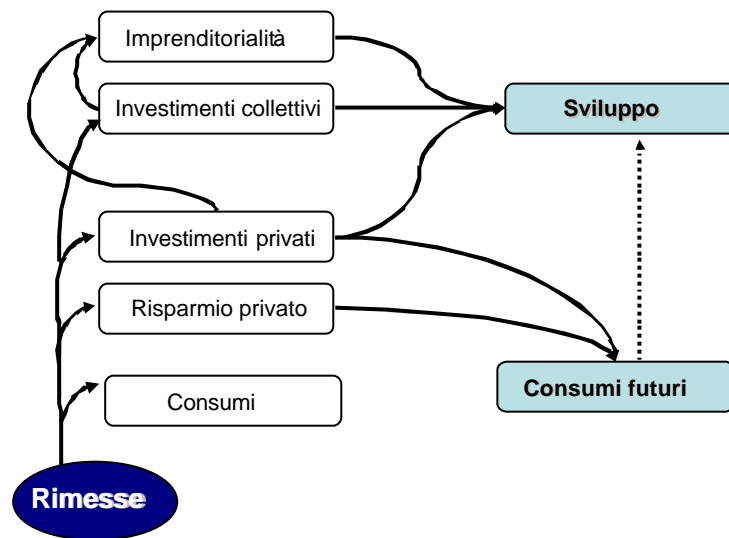 Imprenditorialità
Investimenti collettivi
Sviluppo
Investimenti privati
Risparmio privato
Consumi futuri
Consumi
Rimesse